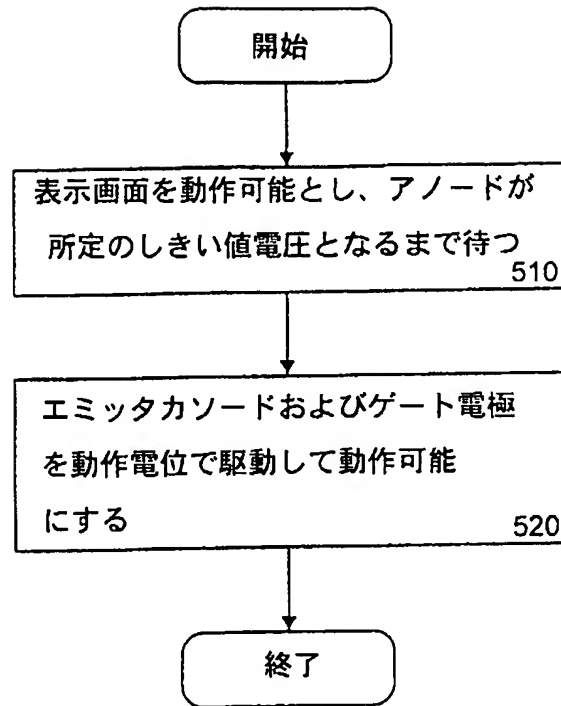 開始
表示画面を動作可能とし、アノードが
所定のしきい値電圧となるまで待つ
510
エミッタカソードおよびゲート電極
を動作電位で駆動して動作可能
にする
520
終了